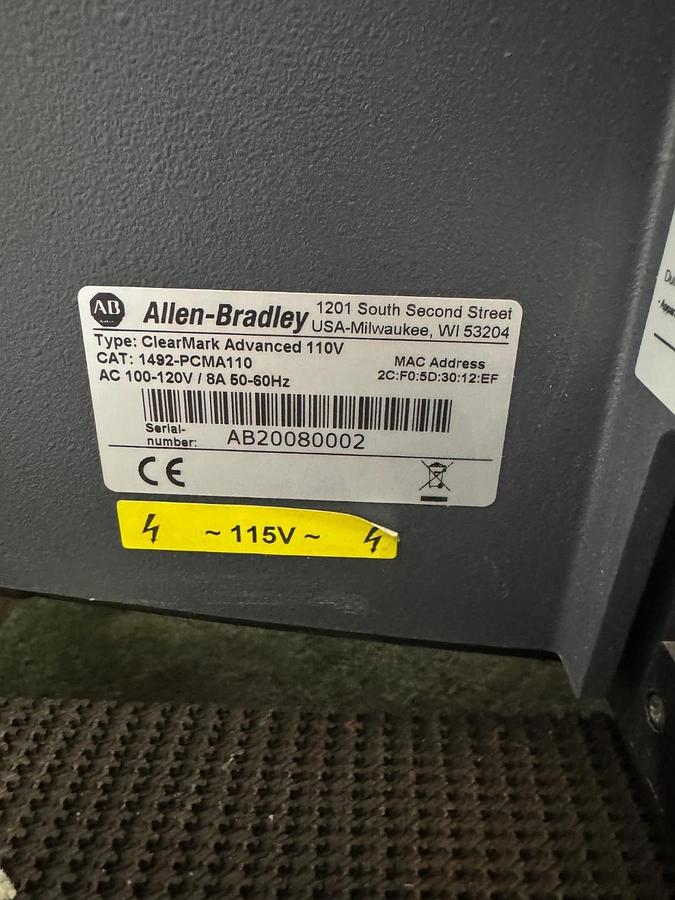 AB Allen-Bradley
1201 South Second Street
USA-Milwaukee, WI 53204
Type: ClearMark Advanced 110V
CAT: 1492-PCMA110
AC 100-120V / 8A 50-60Hz
MAC Address
2C:F0:5D:30:12:EF
Serial-
number: AB20080002
CE
~ 115V ~